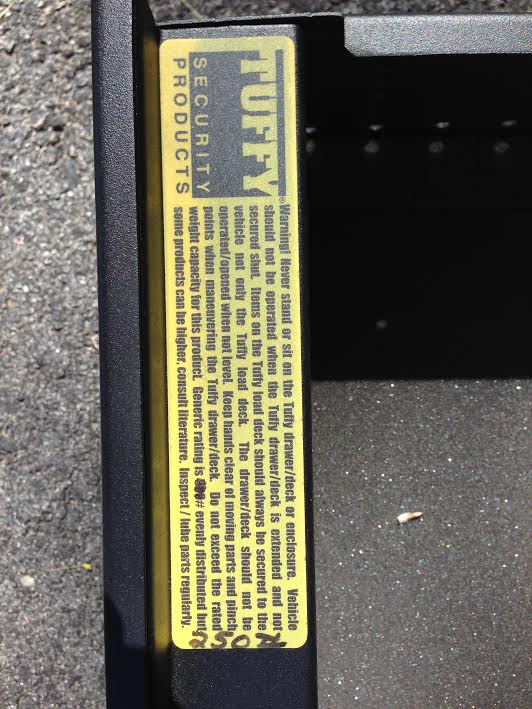 TUFFY®
SECURITY
PRODUCTS
Warning! Never stand or sit on the Tuffy drawer/deck or enclosure. Vehicle
should not be operated when the Tuffy drawer/deck is extended and not
secured shut. Items on the Tuffy load deck should always be secured to the
vehicle not only the Tuffy load deck. The drawer/deck should not be
operated/opened when not level. Keep hands clear of moving parts and pinch
points when maneuvering the Tuffy drawer/deck. Do not exceed the rated
weight capacity for this product. Generic rating is # evenly distributed but
some products can be higher, consult literature. Inspect / lube parts regularly.
250